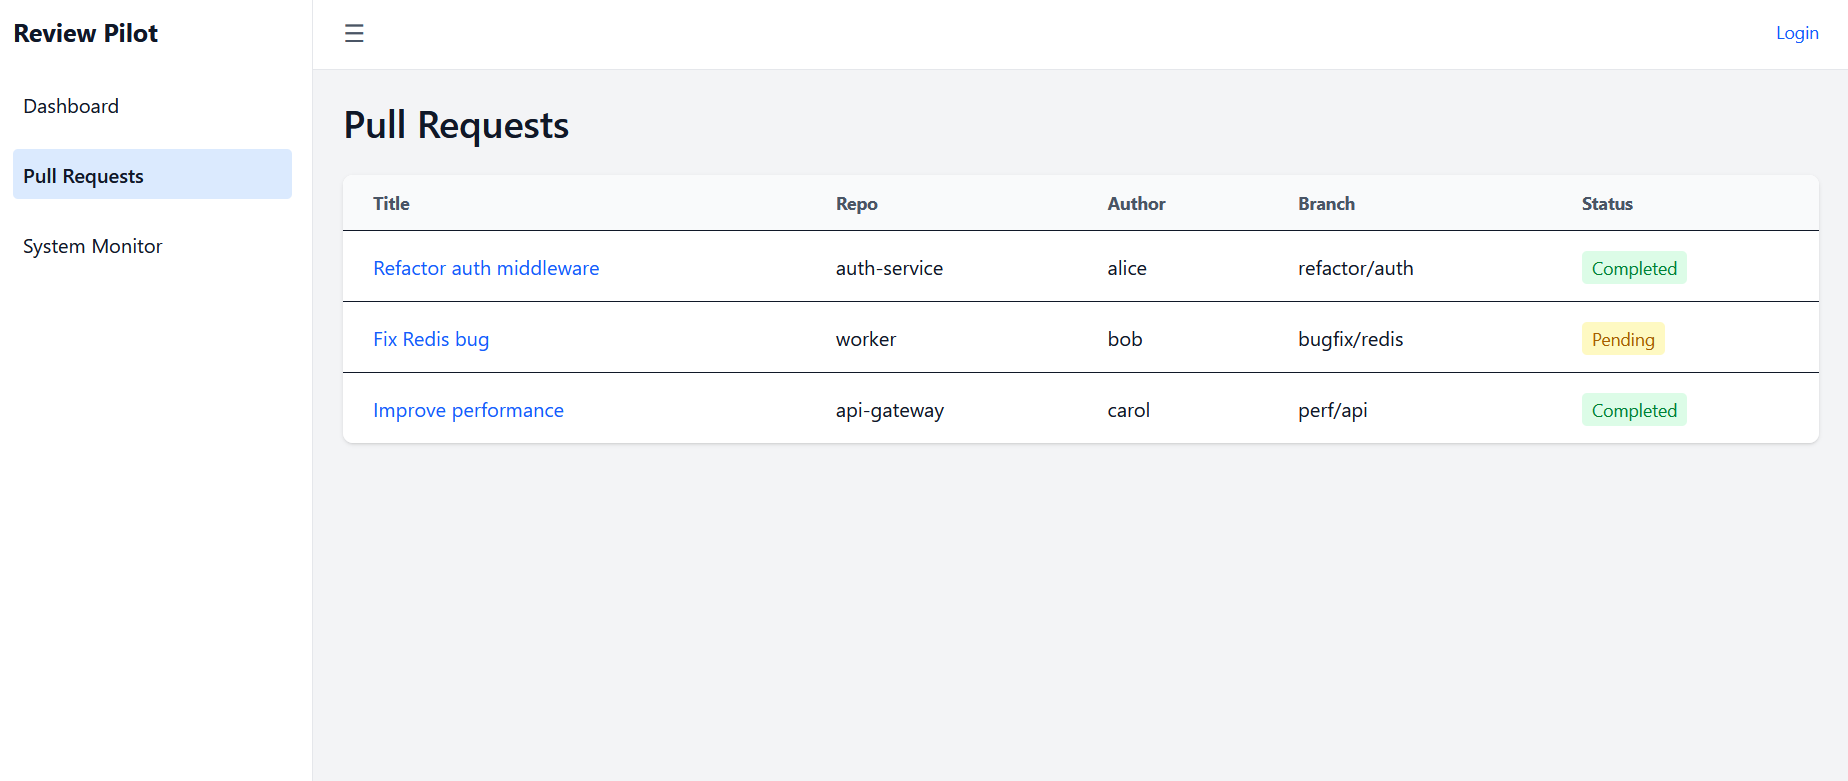 Review Pilot
☰
Login
Dashboard
Pull Requests
System Monitor
Pull Requests
Title Repo Author Branch Status
Refactor auth middleware auth-service alice refactor/auth Completed
Fix Redis bug worker bob bugfix/redis Pending
Improve performance api-gateway carol perf/api Completed